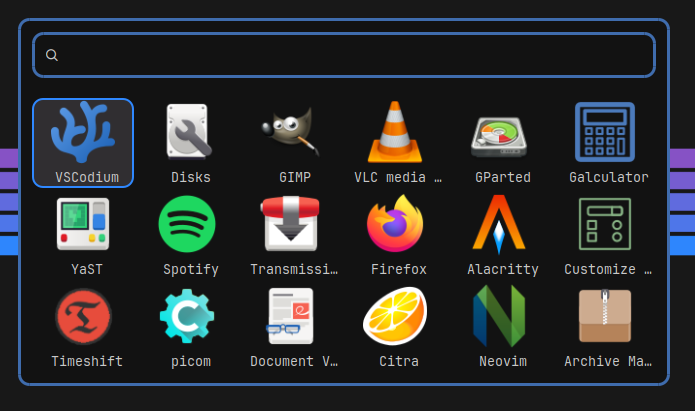 VSCodium Disks GIMP VLC media … GParted Galculator
YaST Spotify Transmissi… Firefox Alacritty Customize …
Timeshift picom Document V… Citra Neovim Archive Ma…